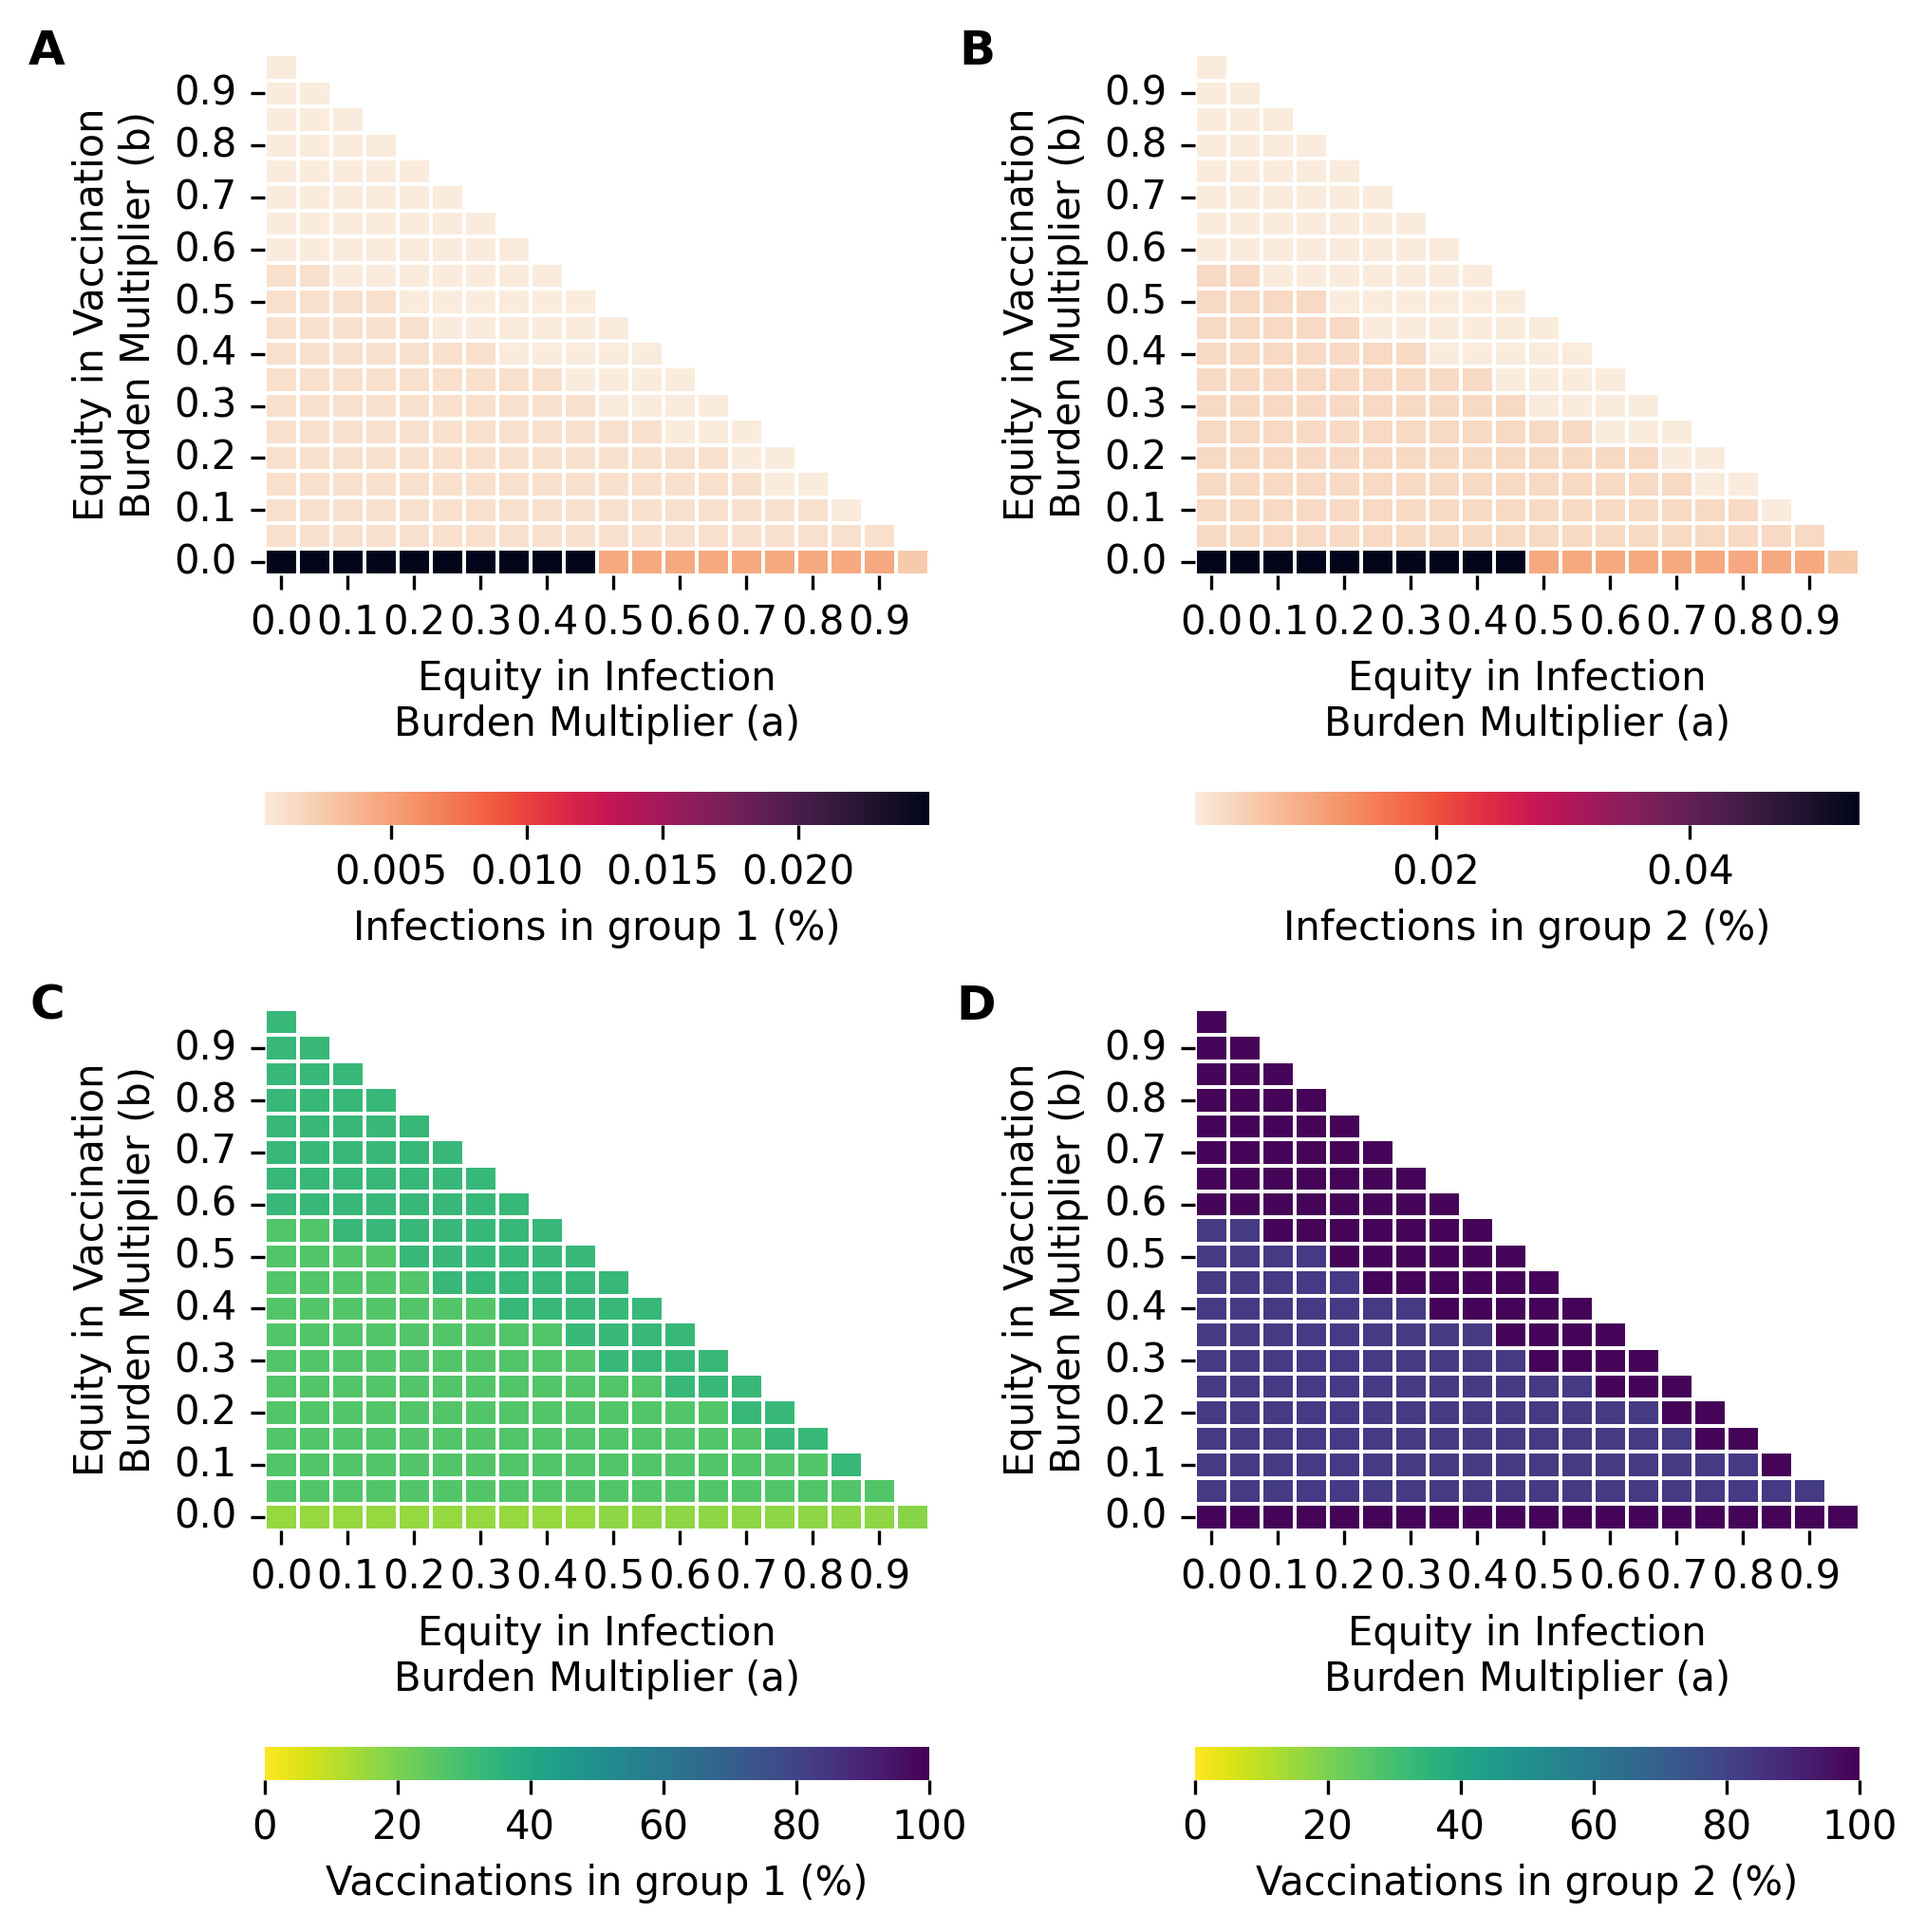 A
Equity in Vaccination
Burden Multiplier (b)
0.9
0.8
0.7
0.6
0.5
0.4
0.3
0.2
0.1
0.0
0.0 0.1 0.2 0.3 0.4 0.5 0.6 0.7 0.8 0.9
Equity in Infection
Burden Multiplier (a)
0.005 0.010 0.015 0.020
Infections in group 1 (%)
B
Equity in Vaccination
Burden Multiplier (b)
0.9
0.8
0.7
0.6
0.5
0.4
0.3
0.2
0.1
0.0
0.0 0.1 0.2 0.3 0.4 0.5 0.6 0.7 0.8 0.9
Equity in Infection
Burden Multiplier (a)
0.02 0.04
Infections in group 2 (%)
C
Equity in Vaccination
Burden Multiplier (b)
0.9
0.8
0.7
0.6
0.5
0.4
0.3
0.2
0.1
0.0
0.0 0.1 0.2 0.3 0.4 0.5 0.6 0.7 0.8 0.9
Equity in Infection
Burden Multiplier (a)
0 20 40 60 80 100
Vaccinations in group 1 (%)
D
Equity in Vaccination
Burden Multiplier (b)
0.9
0.8
0.7
0.6
0.5
0.4
0.3
0.2
0.1
0.0
0.0 0.1 0.2 0.3 0.4 0.5 0.6 0.7 0.8 0.9
Equity in Infection
Burden Multiplier (a)
0 20 40 60 80 100
Vaccinations in group 2 (%)